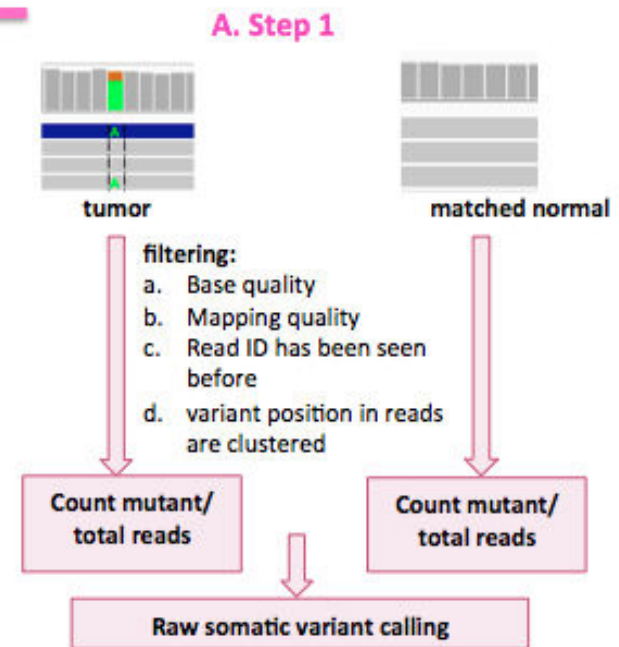 A. Step 1
A
A
tumor
matched normal
filtering:
a. Base quality
b. Mapping quality
c. Read ID has been seen
before
d. variant position in reads
are clustered
Count mutant/
total reads
Count mutant/
total reads
Raw somatic variant calling